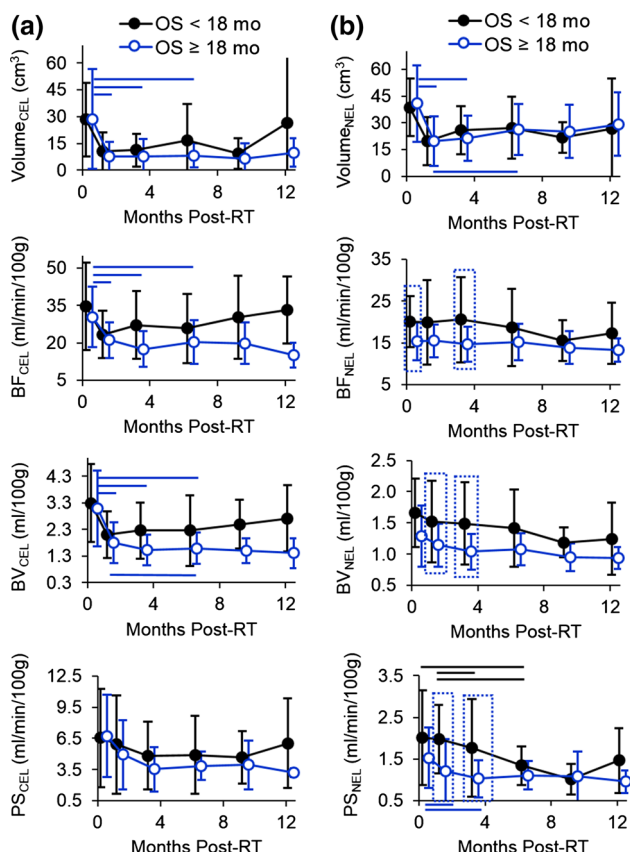 (a)
OS < 18 mo
OS ≥ 18 mo
Volume_CEL (cm³)
60
45
30
15
0
0 4 8 12
Months Post-RT
BF_CEL (ml/min/100g)
50
35
20
5
0 4 8 12
Months Post-RT
BV_CEL (ml/100g)
4.3
3.3
2.3
1.3
0.3
0 4 8 12
Months Post-RT
PS_CEL (ml/min/100g)
12.5
9.5
6.5
3.5
0.5
0 4 8 12
Months Post-RT
(b)
OS < 18 mo
OS ≥ 18 mo
Volume_NEL (cm³)
60
45
30
15
0
0 4 8 12
Months Post-RT
BF_NEL (ml/min/100g)
35
25
15
5
0 4 8 12
Months Post-RT
BV_NEL (ml/100g)
2.5
2.0
1.5
1.0
0.5
0 4 8 12
Months Post-RT
PS_NEL (ml/min/100g)
3.5
2.5
1.5
0.5
0 4 8 12
Months Post-RT